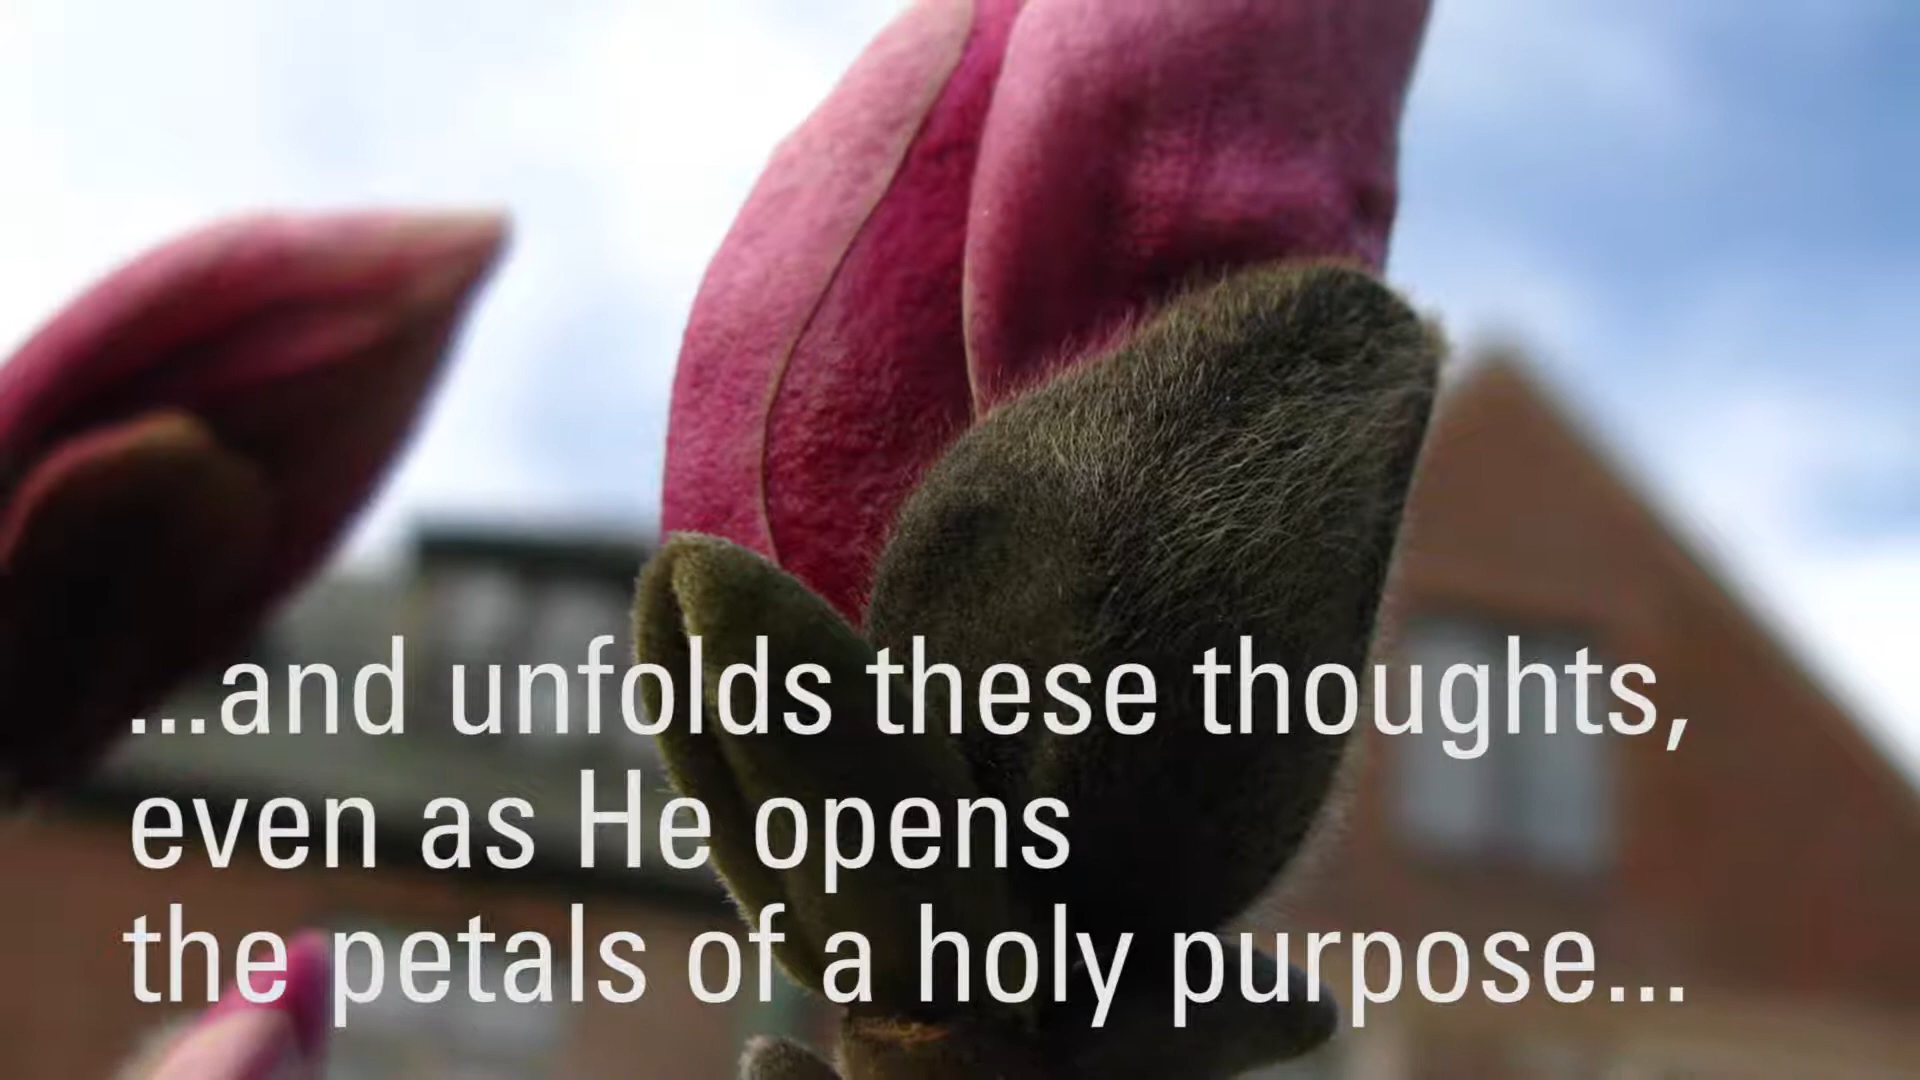 ...and unfolds these thoughts,
even as He opens
the petals of a holy purpose...